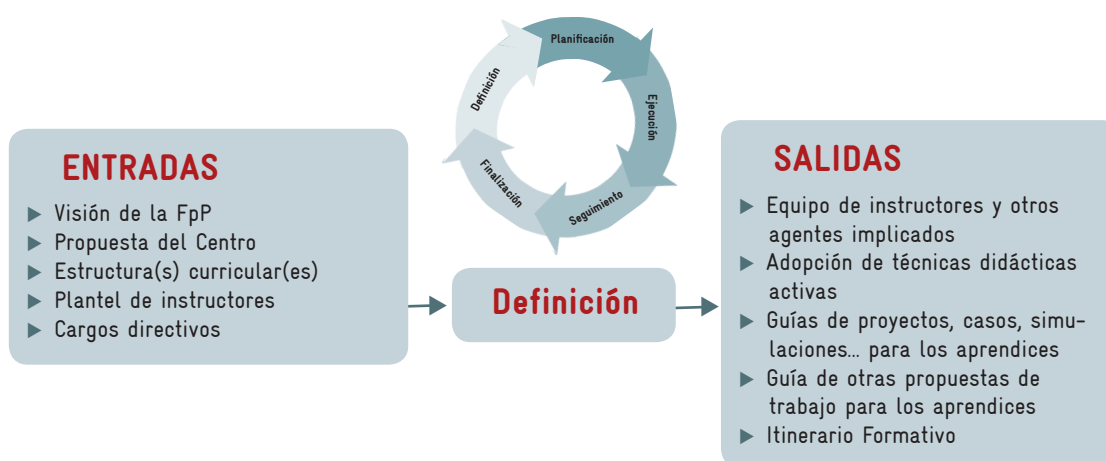 Planificación
Definición
Ejecución
Finalización
Seguimiento
ENTRADAS
Visión de la FpP
Propuesta del Centro
Estructura(s) curricular(es)
Plantel de instructores
Cargos directivos
Definición
SALIDAS
Equipo de instructores y otros
agentes implicados
Adopción de técnicas didácticas
activas
Guías de proyectos, casos, simu-
laciones... para los aprendices
Guía de otras propuestas de
trabajo para los aprendices
Itinerario Formativo